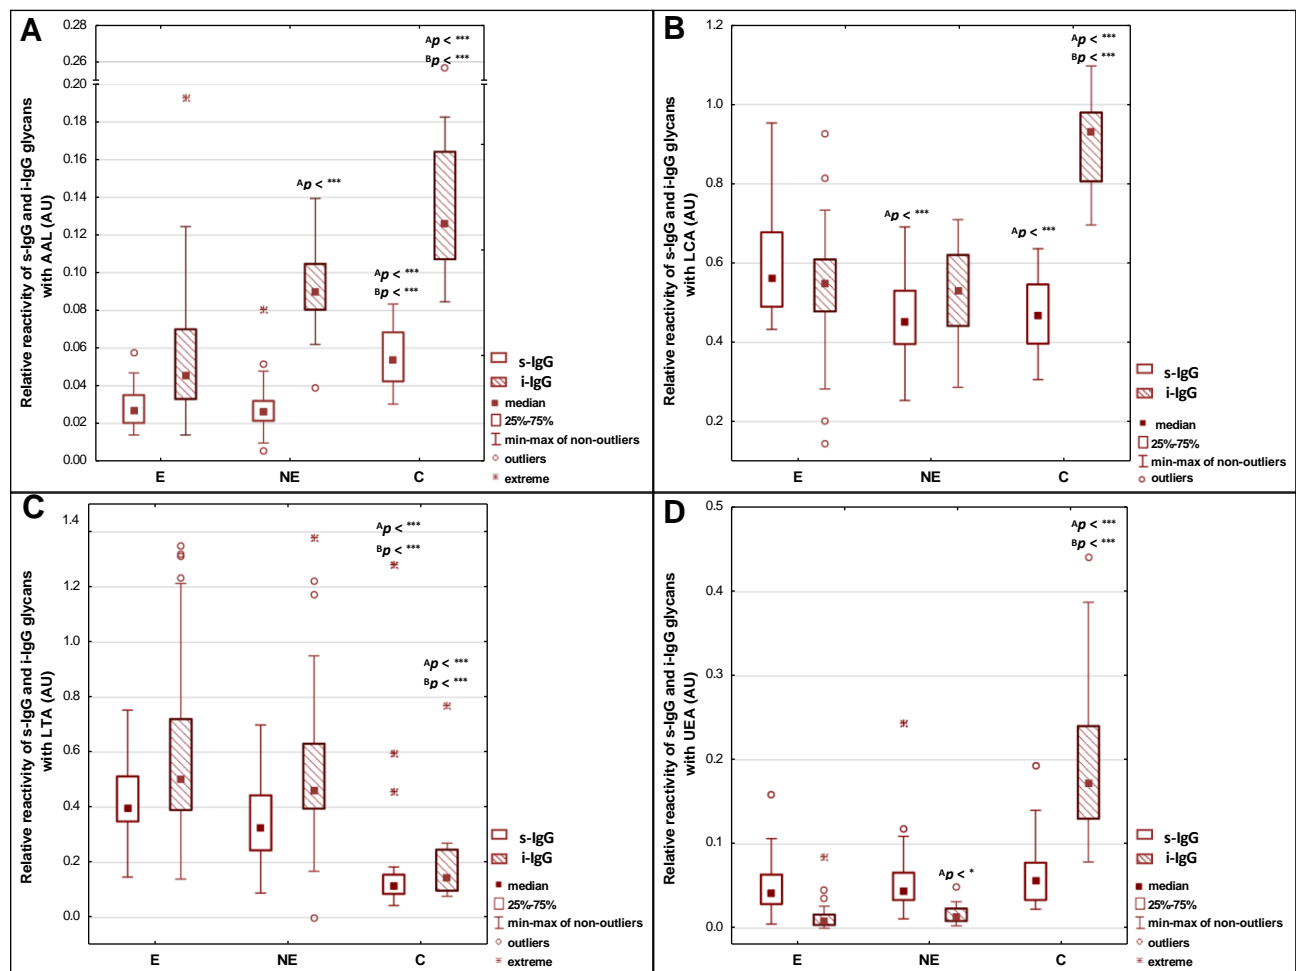 A
Relative reactivity of s-IgG and i-IgG glycans
with AAL (AU)
0.28
0.26
0.20
0.18
0.16
0.14
0.12
0.10
0.08
0.06
0.04
0.02
0.00
ᴬp < ***
ᴮp < ***
ᴬp < ***
ᴬp < ***
ᴮp < ***
E NE C
s-IgG
i-IgG
median
25%-75%
min-max of non-outliers
outliers
extreme
B
Relative reactivity of s-IgG and i-IgG glycans
with LCA (AU)
1.2
1.0
0.8
0.6
0.4
0.2
ᴬp < ***
ᴮp < ***
ᴬp < ***
ᴬp < ***
E NE C
s-IgG
i-IgG
median
25%-75%
min-max of non-outliers
outliers
C
Relative reactivity of s-IgG and i-IgG glycans
with LTA (AU)
1.4
1.2
1.0
0.8
0.6
0.4
0.2
0.0
ᴬp < ***
ᴮp < ***
ᴬp < ***
ᴮp < ***
E NE C
s-IgG
i-IgG
median
25%-75%
min-max of non-outliers
outliers
extreme
D
Relative reactivity of s-IgG and i-IgG glycans
with UEA (AU)
0.5
0.4
0.3
0.2
0.1
0.0
ᴬp < ***
ᴮp < ***
ᴬp < *
E NE C
s-IgG
i-IgG
median
25%-75%
min-max of non-outliers
outliers
extreme